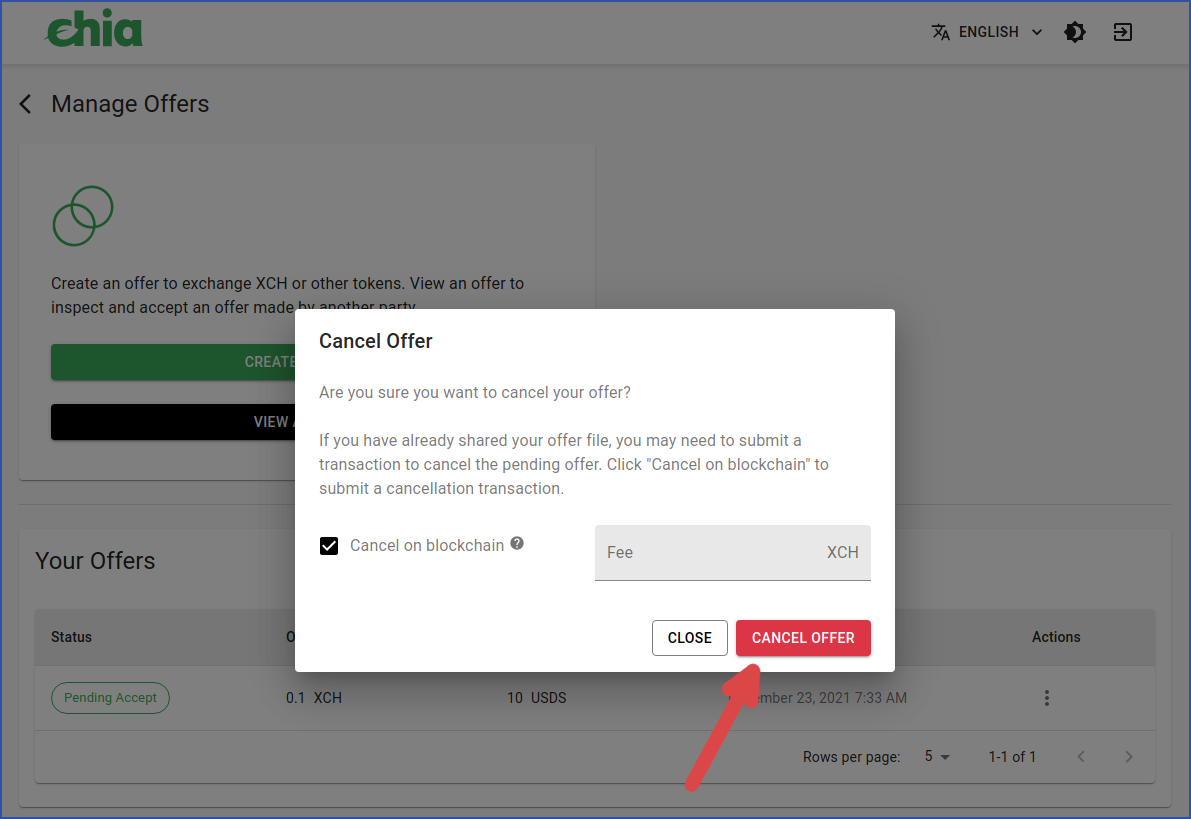 chia
ENGLISH
Manage Offers
Create an offer to exchange XCH or other tokens. View an offer to
inspect and accept an offer made by another party
CREATE
VIEW
Cancel Offer
Are you sure you want to cancel your offer?
If you have already shared your offer file, you may need to submit a
transaction to cancel the pending offer. Click "Cancel on blockchain" to
submit a cancellation transaction.
Cancel on blockchain ?
Fee XCH
CLOSE CANCEL OFFER
Your Offers
Status Actions
Pending Accept 0.1 XCH 10 USDS 23, 2021 7:33 AM
Rows per page: 5 1-1 of 1